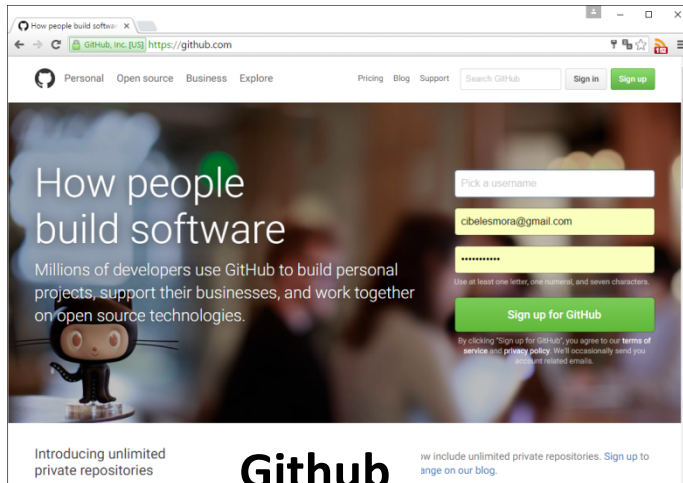 How people build softwar
GitHub, Inc. [US] https://github.com
192
Personal Open source Business Explore Pricing Blog Support Search GitHub Sign in Sign up
How people
build software
Millions of developers use GitHub to build personal
projects, support their businesses, and work together
on open source technologies.
Pick a username
cibelesmora@gmail.com
•••••••••••
Use at least one letter, one numeral, and seven characters.
Sign up for GitHub
By clicking "Sign up for GitHub", you agree to our terms of
service and privacy policy. We'll occasionally send you
account related emails.
Introducing unlimited
private repositories
Github
ow include unlimited private repositories. Sign up to
ange on our blog.